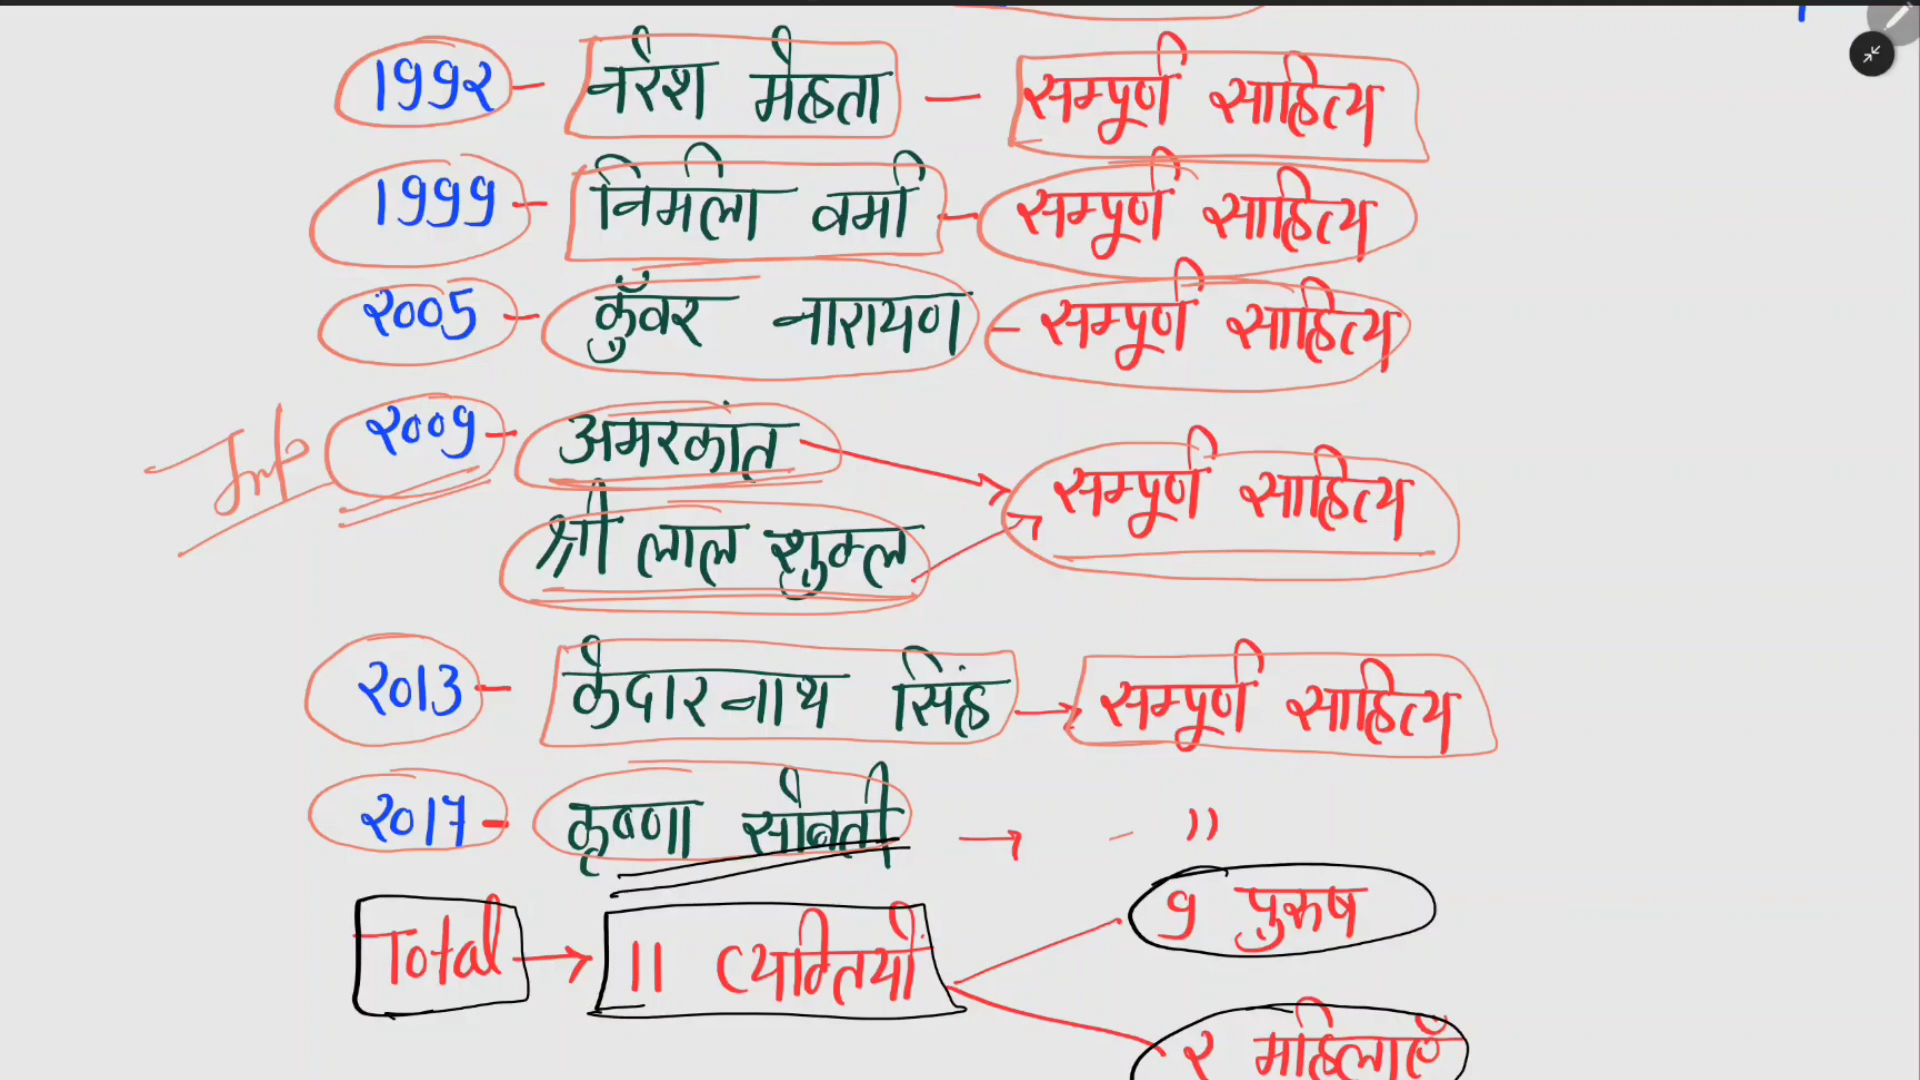 1992 - नरेश मेहता - सम्पूर्ण साहित्य
1999 - निर्मला वर्मा - सम्पूर्ण साहित्य
2005 - कुँवर नारायण - सम्पूर्ण साहित्य
Imp 2009 - अमरकांत
सम्पूर्ण साहित्य
श्री लाल शुक्ल
2013 - केदारनाथ सिंह → सम्पूर्ण साहित्य
2017 - कृष्णा सोबती → - ))
9 पुरुष
Total → 11 व्यक्तियों
2 महिलाएँ